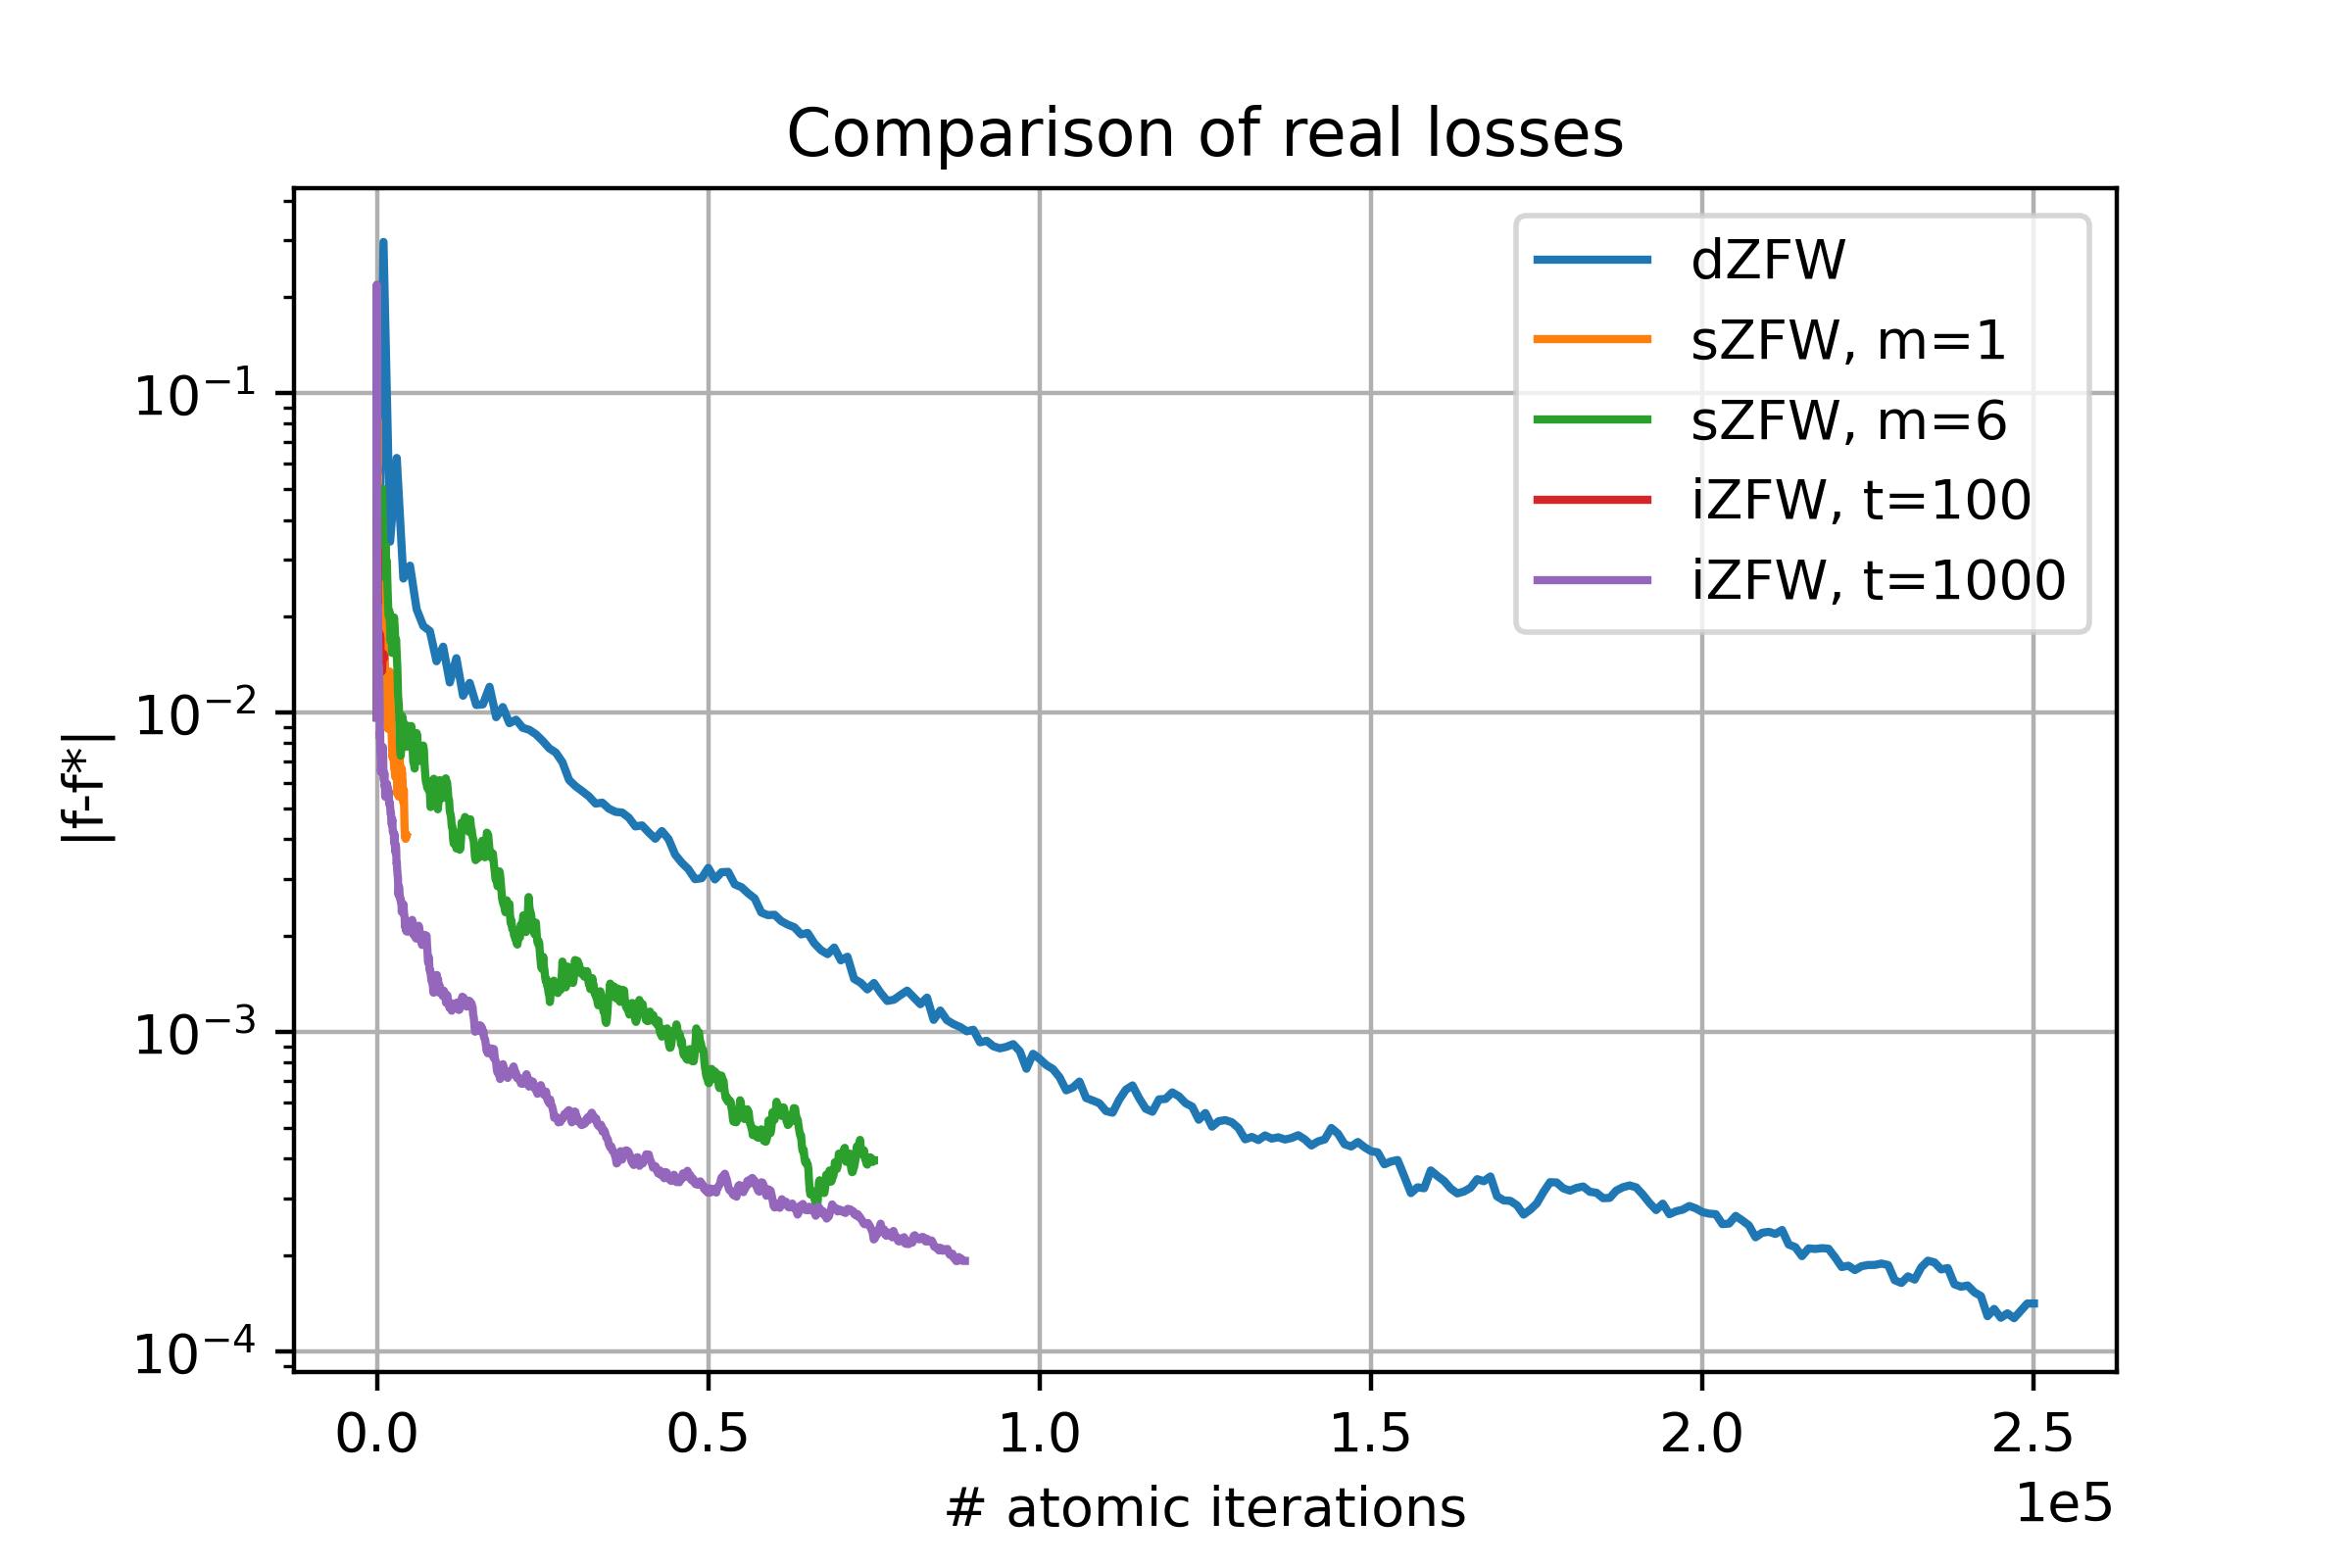 Comparison of real losses
dZFW
sZFW, m=1
sZFW, m=6
iZFW, t=100
iZFW, t=1000
10⁻¹
10⁻²
10⁻³
10⁻⁴
|f-f*|
0.0 0.5 1.0 1.5 2.0 2.5
1e5
# atomic iterations